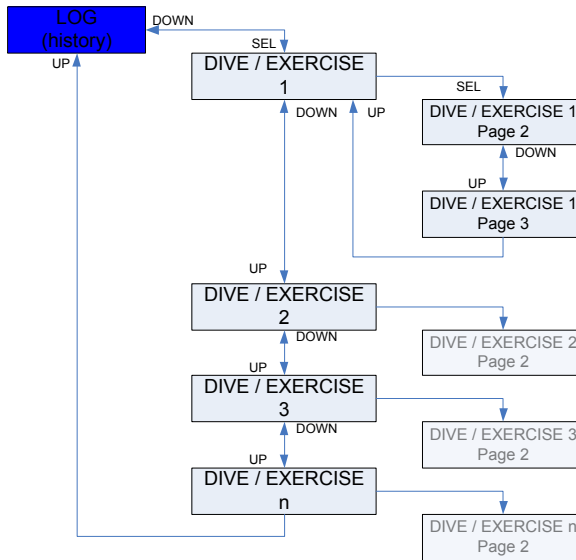 LOG
(history)
DOWN
UP
SEL
DIVE / EXERCISE
1
SEL
DOWN
UP
DIVE / EXERCISE 1
Page 2
DOWN
UP
DIVE / EXERCISE 1
Page 3
UP
DIVE / EXERCISE
2
DIVE / EXERCISE 2
Page 2
DOWN
UP
DIVE / EXERCISE
3
DIVE / EXERCISE 3
Page 2
DOWN
UP
DIVE / EXERCISE
n
DIVE / EXERCISE n
Page 2